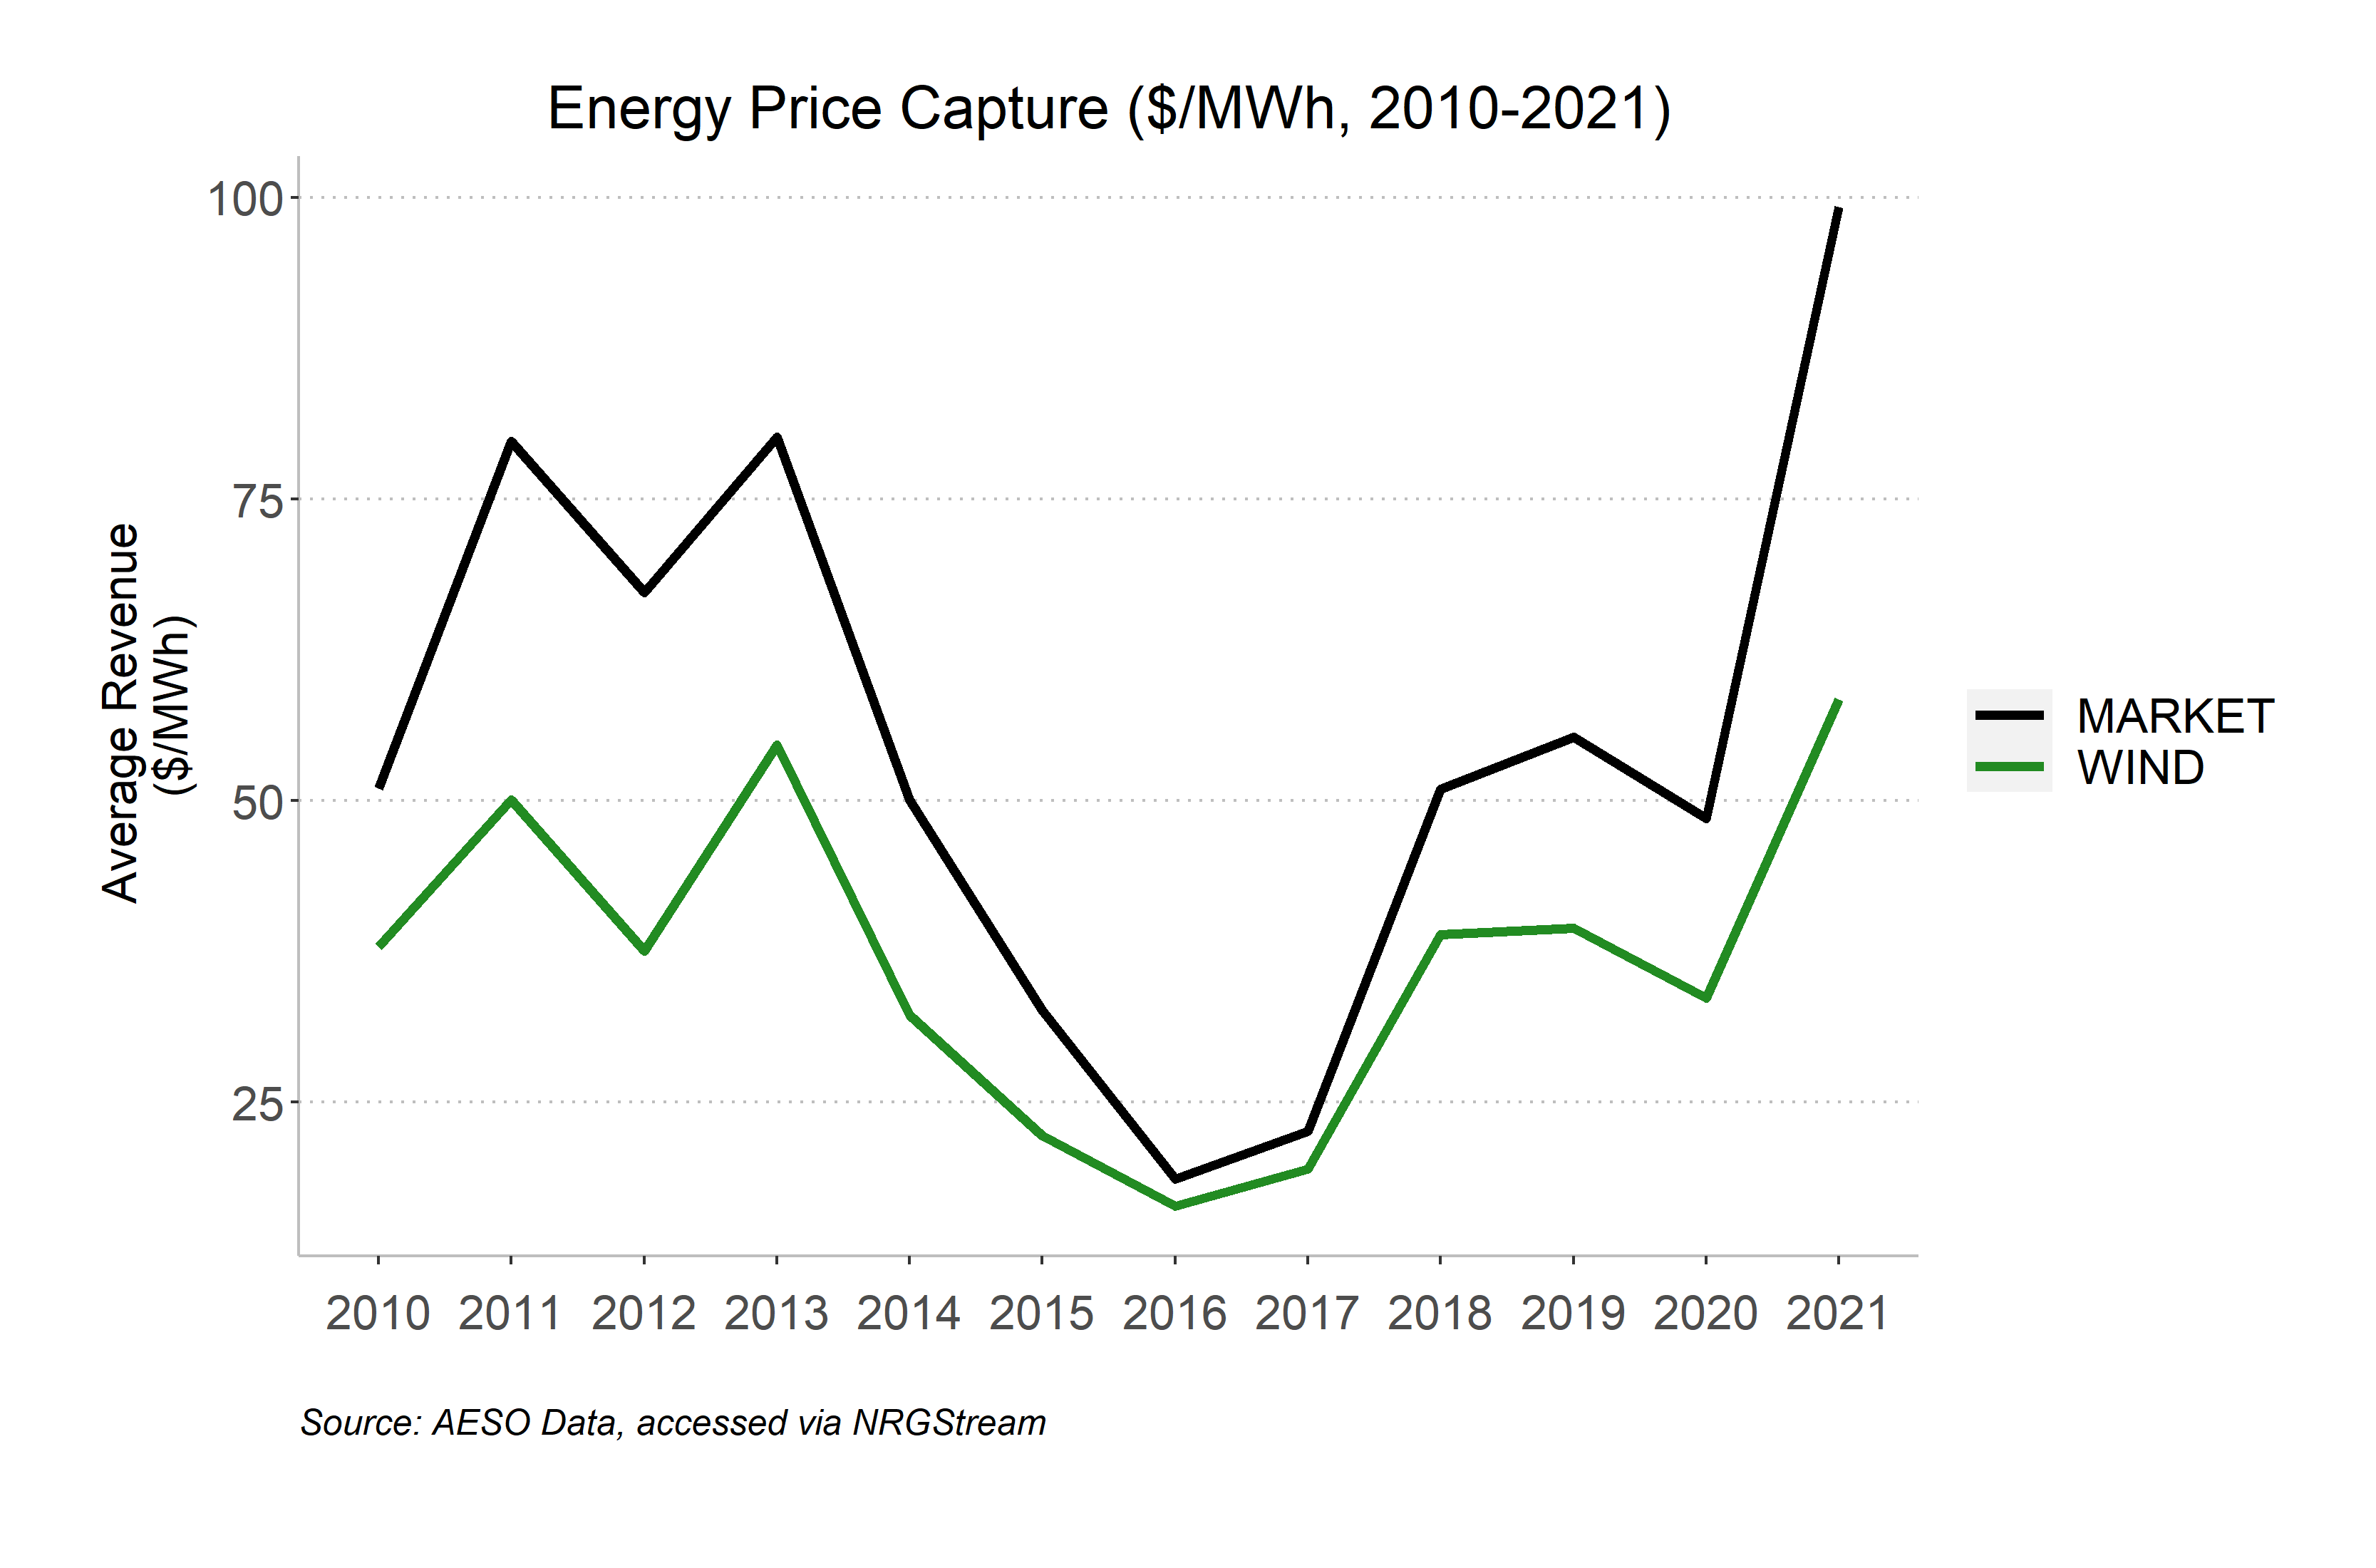 Energy Price Capture ($/MWh, 2010-2021)
Average Revenue
($/MWh)
100
75
50
25
2010 2011 2012 2013 2014 2015 2016 2017 2018 2019 2020 2021
MARKET
WIND
Source: AESO Data, accessed via NRGStream